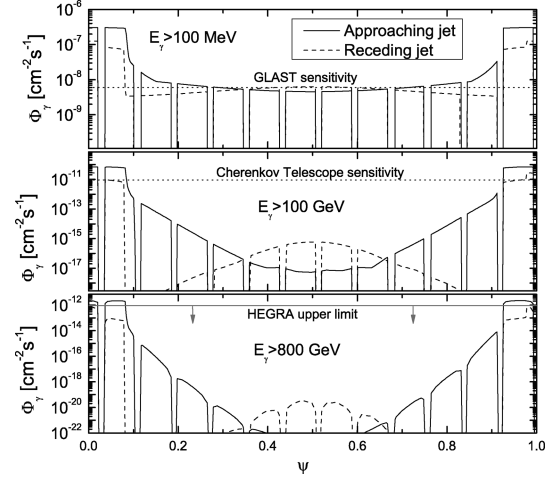 10⁻⁶
10⁻⁷
10⁻⁸
10⁻⁹
Φγ [cm⁻²s⁻¹]
Eγ>100 MeV
Approaching jet
Receding jet
GLAST sensitivity
10⁻¹¹
10⁻¹³
10⁻¹⁵
10⁻¹⁷
Φγ [cm⁻²s⁻¹]
Cherenkov Telescope sensitivity
Eγ>100 GeV
10⁻¹²
10⁻¹⁴
10⁻¹⁶
10⁻¹⁸
10⁻²⁰
10⁻²²
Φγ [cm⁻²s⁻¹]
HEGRA upper limit
Eγ>800 GeV
0.0 0.2 0.4 0.6 0.8 1.0
Ψ